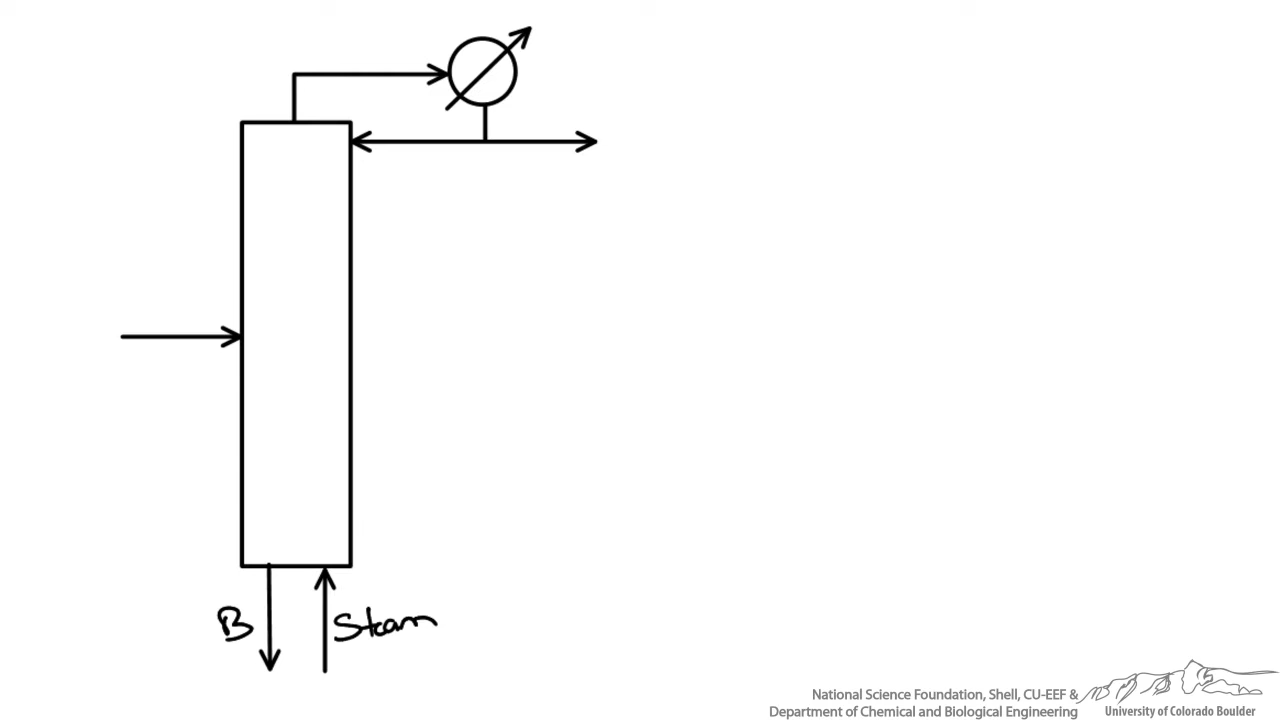 B
Steam
National Science Foundation, Shell, CU-EEF &
Department of Chemical and Biological Engineering
University of Colorado Boulder